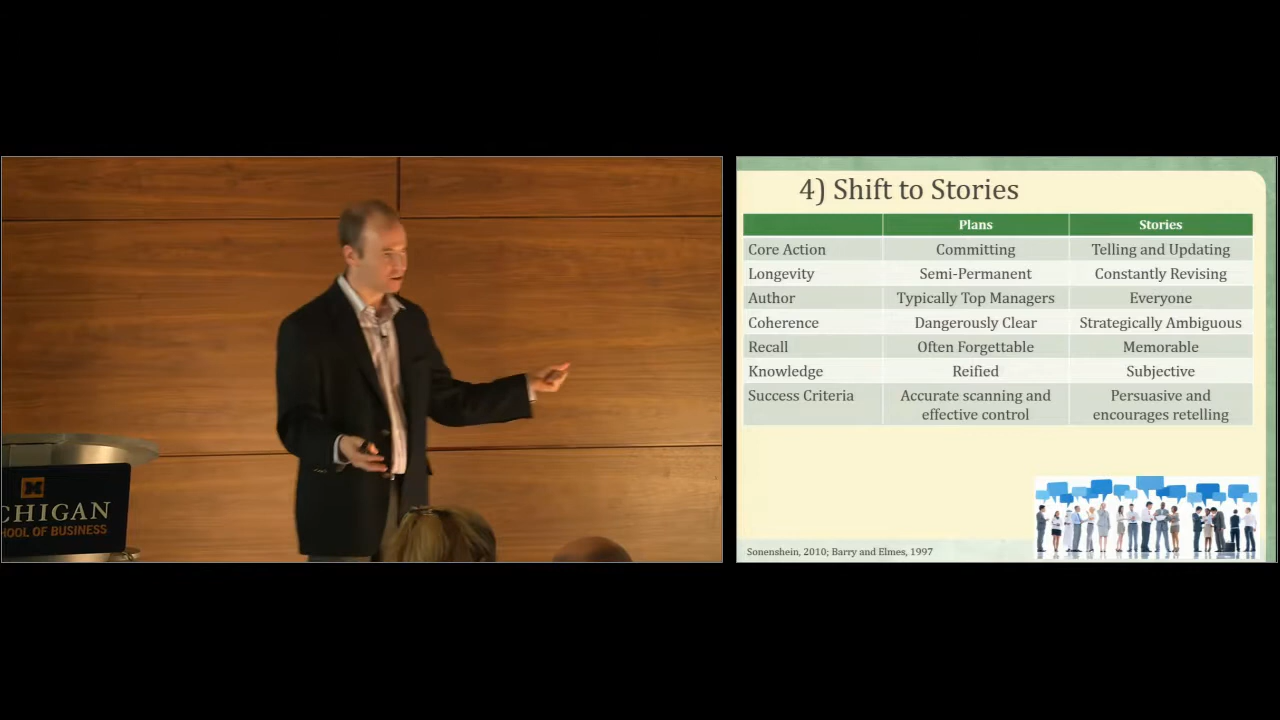 CHIGAN
HOOL OF BUSINESS
4) Shift to Stories
Plans Stories
Core Action Committing Telling and Updating
Longevity Semi-Permanent Constantly Revising
Author Typically Top Managers Everyone
Coherence Dangerously Clear Strategically Ambiguous
Recall Often Forgettable Memorable
Knowledge Reified Subjective
Success Criteria Accurate scanning and Persuasive and
effective control encourages retelling
Sonenshein, 2010; Barry and Elmes, 1997